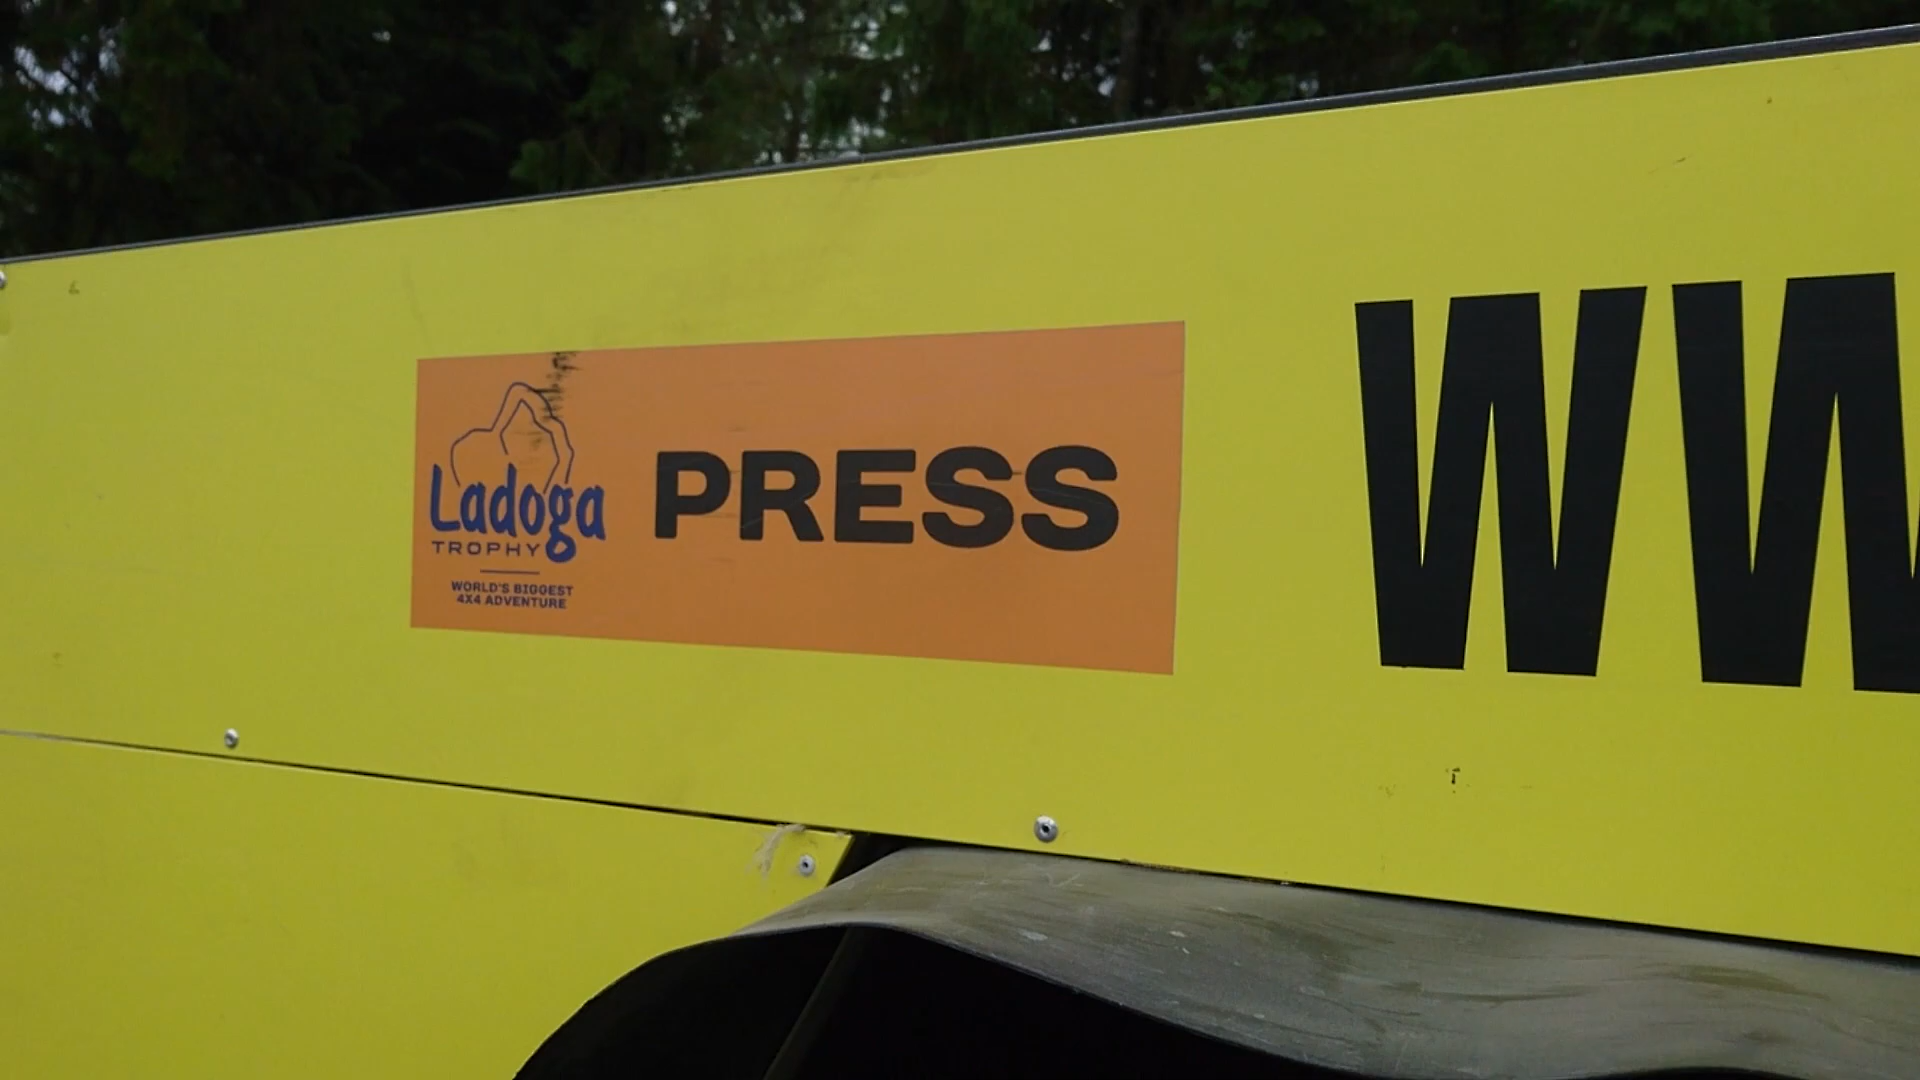 Ladoga
TROPHY
WORLD'S BIGGEST
4X4 ADVENTURE
PRESS
WW